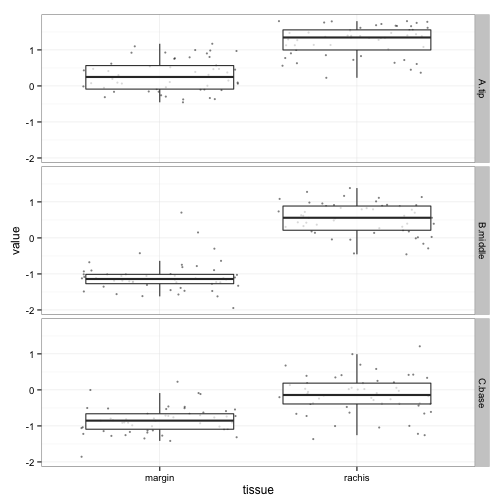 1
0
-1
-2
A.tip
1
0
-1
-2
B.middle
1
0
-1
-2
C.base
value
margin rachis
tissue